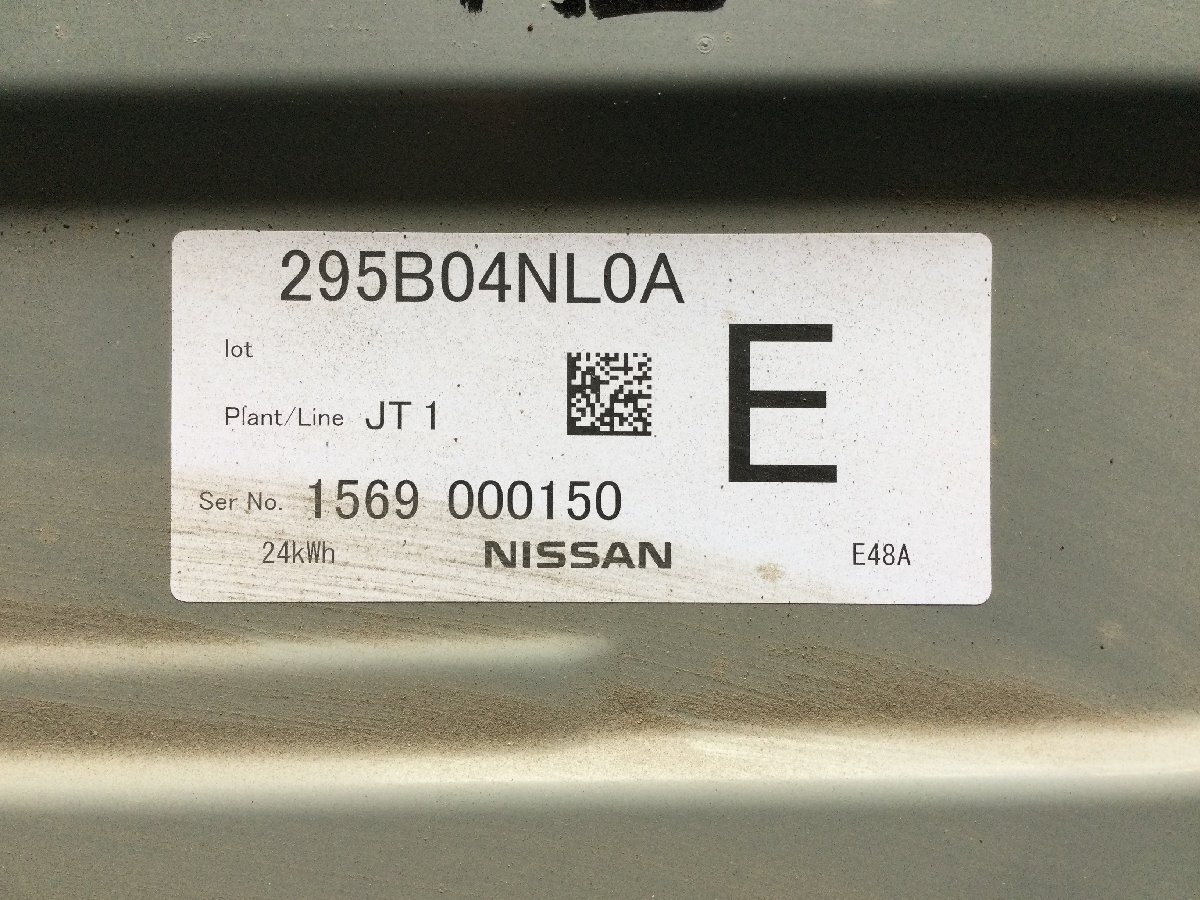 295B04NL0A
lot
E
Plant/Line JT 1
Ser No. 1569 000150
24kWh NISSAN E48A